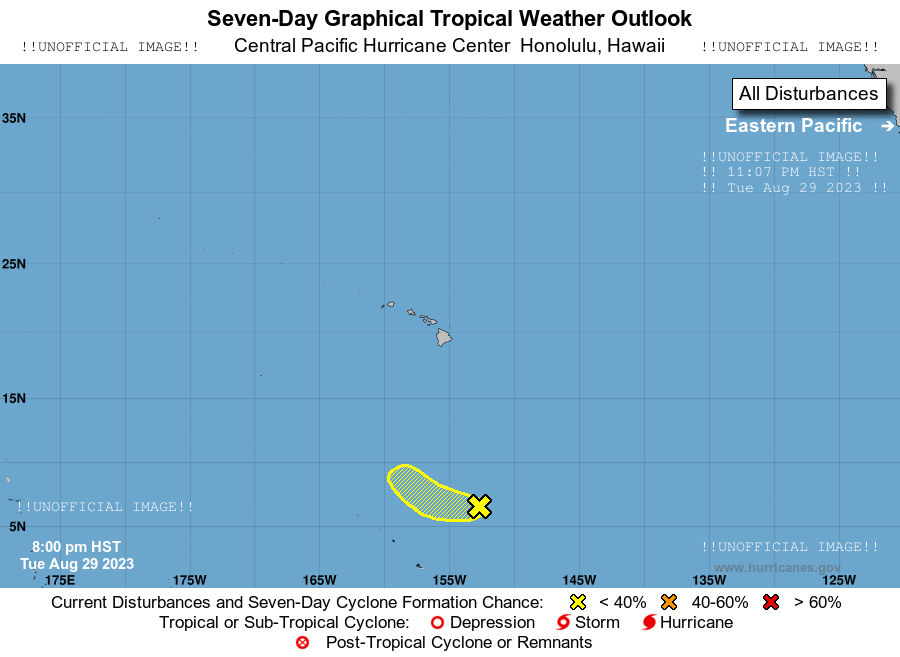 Seven-Day Graphical Tropical Weather Outlook
!!UNOFFICIAL IMAGE!! Central Pacific Hurricane Center Honolulu, Hawaii !!UNOFFICIAL IMAGE!!
All Disturbances
35N
Eastern Pacific
!!UNOFFICIAL IMAGE!!
!! 11:07 PM HST !!
!! Tue Aug 29 2023 !!
25N
15N
!!UNOFFICIAL IMAGE!!
5N
8:00 pm HST
Tue Aug 29 2023
!!UNOFFICIAL IMAGE!!
www.hurricanes.gov
175E 175W 165W 155W 145W 135W 125W
Current Disturbances and Seven-Day Cyclone Formation Chance: < 40% 40-60% > 60%
Tropical or Sub-Tropical Cyclone: Depression Storm Hurricane
Post-Tropical Cyclone or Remnants